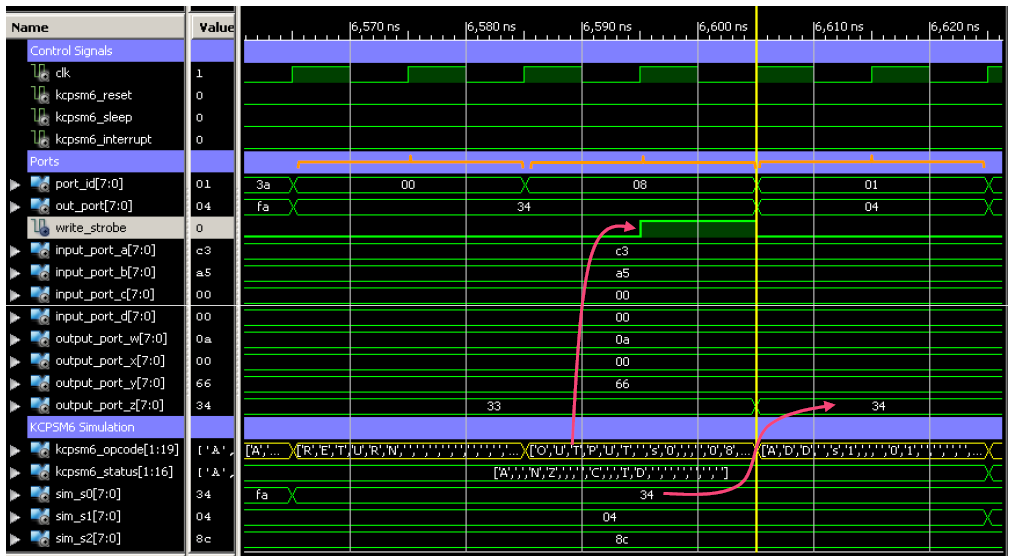 Name Value 6,570 ns 6,580 ns 6,590 ns 6,600 ns 6,610 ns 6,620 ns
Control Signals
clk 1
kcpsm6_reset 0
kcpsm6_sleep 0
kcpsm6_interrupt 0
Ports
port_id[7:0] 01 3a 00 08 01
out_port[7:0] 04 fa 34 04
write_strobe 0
input_port_a[7:0] c3 c3
input_port_b[7:0] a5 a5
input_port_c[7:0] 00 00
input_port_d[7:0] 00 00
output_port_w[7:0] 0a 0a
output_port_x[7:0] 00 00
output_port_y[7:0] 66 66
output_port_z[7:0] 34 33 34
KCPSM6 Simulation
kcpsm6_opcode[1:19] ['A', ['A','... ['R','E','T','U','R','N',' ',' ',' ',' ',' ',' ',' ',... ['O','U','T','P','U','T',' ','s','0',',',' ','0','8',... ['A','D','D',' ','s','1',',',' ','0','1',' ',' ',' ',...
kcpsm6_status[1:16] ['A', ['A',',','N','Z',',',' ','C',',',' ','I','D',' ',' ',' ',' ',' ']
sim_s0[7:0] 34 fa 34
sim_s1[7:0] 04 04
sim_s2[7:0] 8c 8c